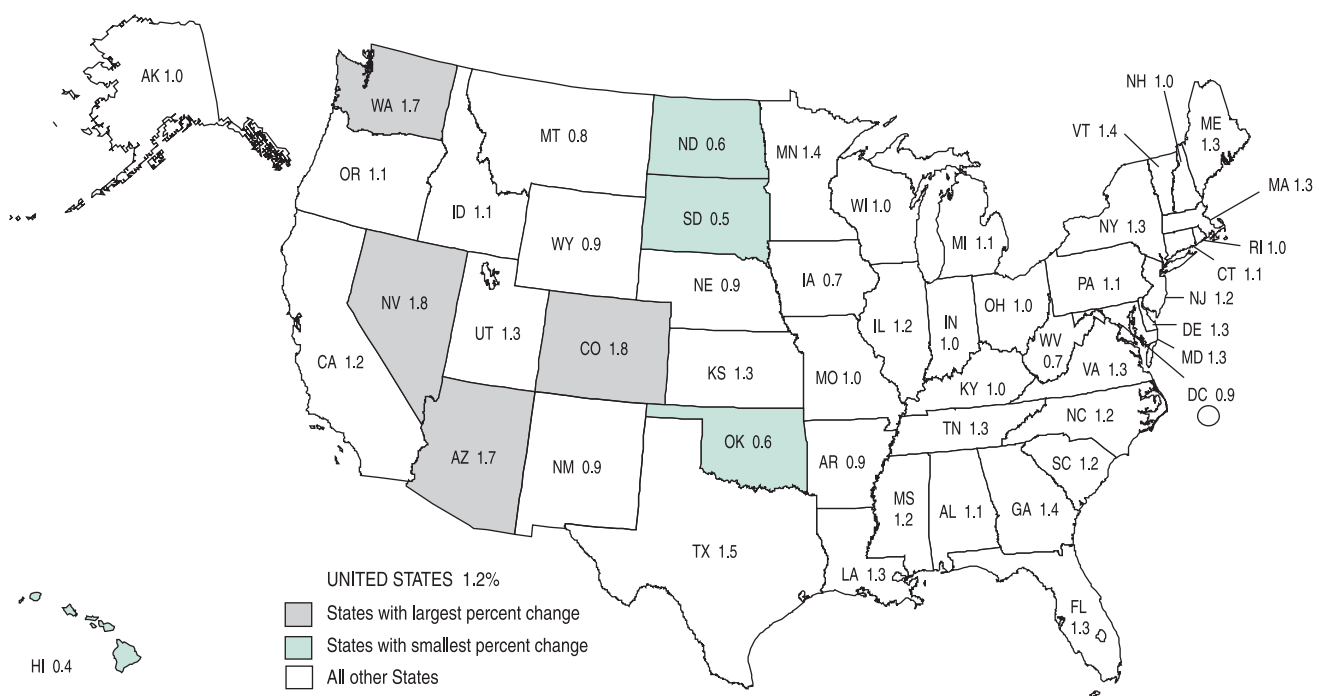 AK 1.0
WA 1.7
MT 0.8
ND 0.6
MN 1.4
NH 1.0
VT 1.4
ME
1.3
OR 1.1
ID 1.1
WY 0.9
SD 0.5
WI 1.0
MI 1.1
NY 1.3
MA 1.3
RI 1.0
CT 1.1
NV 1.8
UT 1.3
CO 1.8
NE 0.9
IA 0.7
IL 1.2
IN
1.0
OH 1.0
PA 1.1
NJ 1.2
DE 1.3
MD 1.3
DC 0.9
CA 1.2
KS 1.3
MO 1.0
KY 1.0
WV
0.7
VA 1.3
AZ 1.7
NM 0.9
OK 0.6
AR 0.9
TN 1.3
NC 1.2
SC 1.2
TX 1.5
LA 1.3
MS
1.2
AL 1.1
GA 1.4
FL
1.3
HI 0.4
UNITED STATES 1.2%
States with largest percent change
States with smallest percent change
All other States